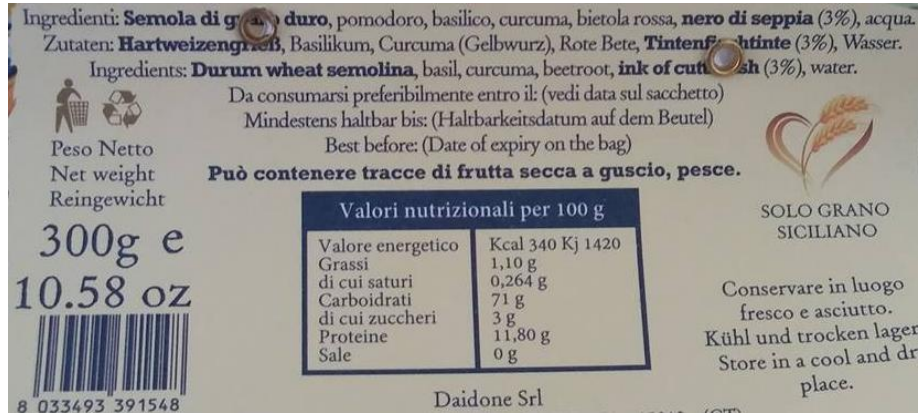 Ingredienti: Semola di duro, pomodoro, basilico, curcuma, bietola rossa, nero di seppia (3%), acqua.
Zutaten: Basilikum, Curcuma (Gelbwurz), Rote Bete, (3%), Wasser.
Ingredients: Durum wheat semolina, basil, curcuma, beetroot, ink of (3%), water.
Da consumarsi preferibilmente entro il: (vedi data sul sacchetto)
Mindestens haltbar bis: (Haltbarkeitsdatum auf dem Beutel)
Best before: (Date of expiry on the bag)
Può contenere tracce di frutta secca a guscio, pesce.
Peso Netto
Net weight
Reingewicht
300g e
10.58 oz
8 033493 391548
Valori nutrizionali per 100 g
Valore energetico Kcal 340 Kj 1420
Grassi 1,10 g
di cui saturi 0,264 g
Carboidrati 71 g
di cui zuccheri 3 g
Proteine 11,80 g
Sale 0 g
Daidone Srl
SOLO GRANO
SICILIANO
Conservare in luogo
fresco e asciutto.
Kühl und trocken lager
Store in a cool and dr
place.